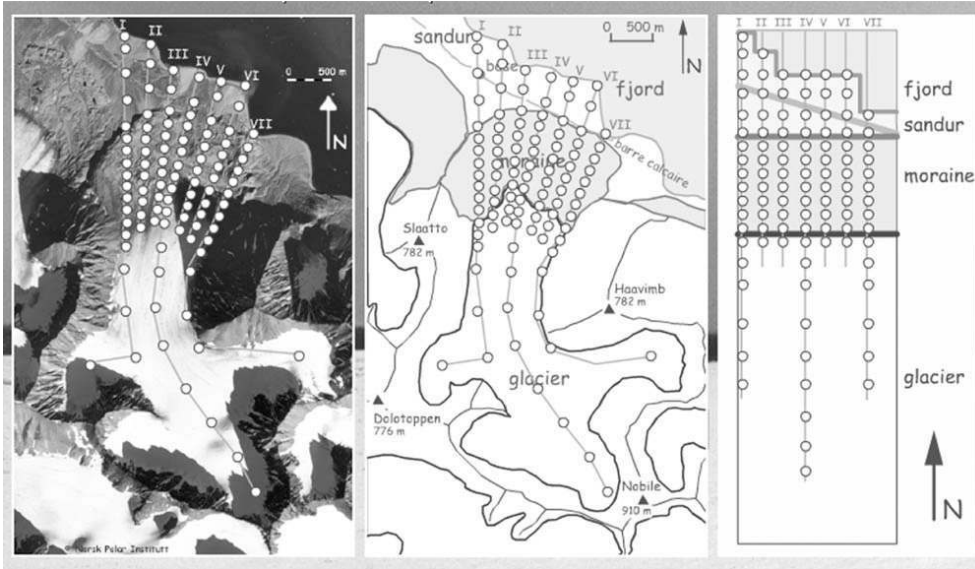 I
II
III
IV
V
VI
VII
0 500 m
N
© Norsk Polar Institutt
I
II
III
IV
V
VI
VII
sandur
base
fjord
0 500 m
N
moraine
barre calcaire
Slaatto
782 m
Haavimb
782 m
glacier
Dolotoppen
776 m
Nobile
910 m
I II III IV V VI VII
fjord
sandur
moraine
glacier
N